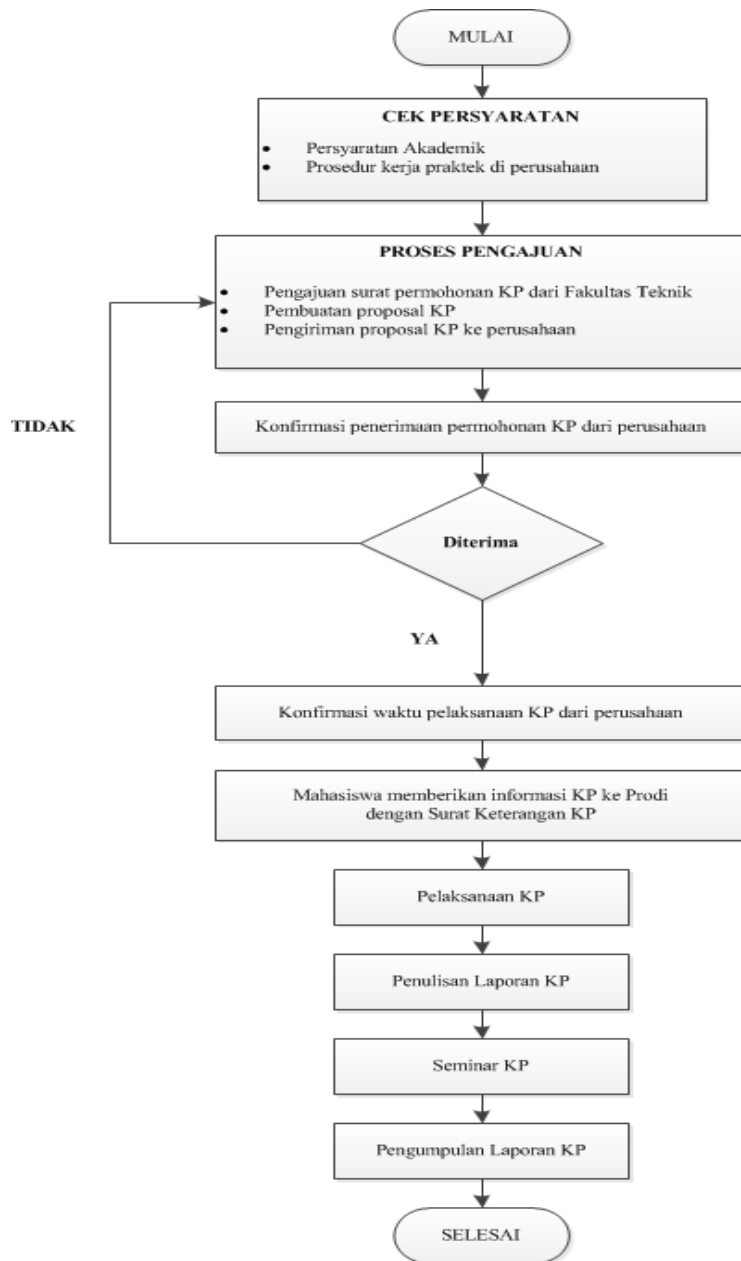 MULAI
CEK PERSYARATAN
• Persyaratan Akademik
• Prosedur kerja praktek di perusahaan
PROSES PENGAJUAN
• Pengajuan surat permohonan KP dari Fakultas Teknik
• Pembuatan proposal KP
• Pengiriman proposal KP ke perusahaan
TIDAK
Konfirmasi penerimaan permohonan KP dari perusahaan
Diterima
YA
Konfirmasi waktu pelaksanaan KP dari perusahaan
Mahasiswa memberikan informasi KP ke Prodi
dengan Surat Keterangan KP
Pelaksanaan KP
Penulisan Laporan KP
Seminar KP
Pengumpulan Laporan KP
SELESAI